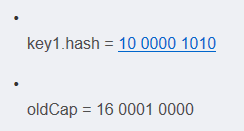 • key1.hash = 10 0000 1010
• oldCap = 16 0001 0000